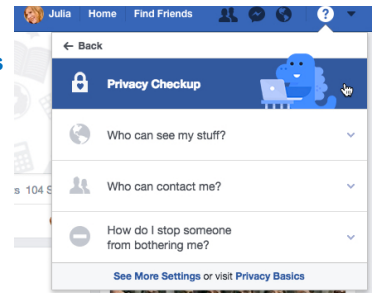 Julia Home Find Friends ?
← Back
s
Privacy Checkup
Who can see my stuff?
s 104 S
Who can contact me?
How do I stop someone
from bothering me?
See More Settings or visit Privacy Basics